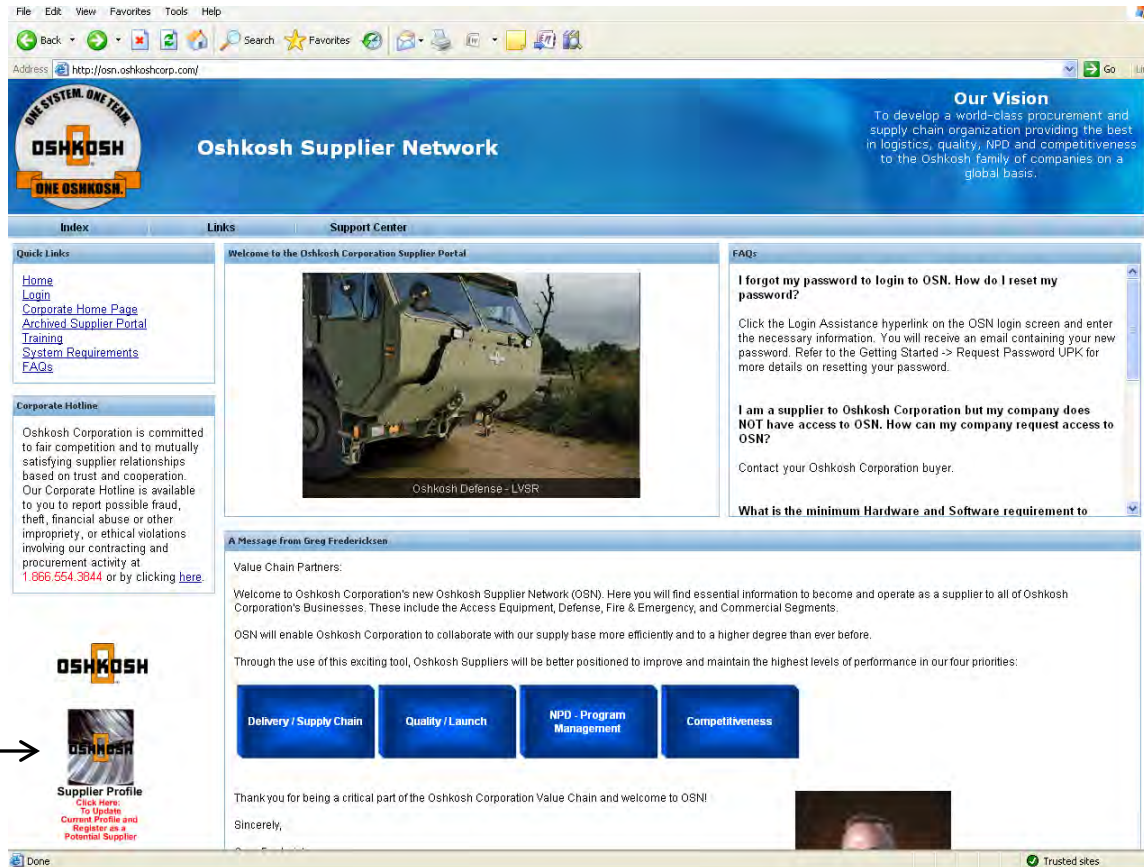 File Edit View Favorites Tools Help
Back Search Favorites
Address http://osn.oshkoshcorp.com/ Go
ONE SYSTEM. ONE TEAM.
OSHKOSH
ONE OSHKOSH.
Oshkosh Supplier Network
Our Vision
To develop a world-class procurement and
supply chain organization providing the best
in logistics, quality, NPD and competitiveness
to the Oshkosh family of companies on a
global basis.
Index Links Support Center
Quick Links
Home
Login
Corporate Home Page
Archived Supplier Portal
Training
System Requirements
FAQs
Corporate Hotline
Oshkosh Corporation is committed
to fair competition and to mutually
satisfying supplier relationships
based on trust and cooperation.
Our Corporate Hotline is available
to you to report possible fraud,
theft, financial abuse or other
impropriety, or ethical violations
involving our contracting and
procurement activity at
1.866.554.3844 or by clicking here.
OSHKOSH
OSHKOSH
Supplier Profile
Click Here:
To Update
Current Profile and
Register as a
Potential Supplier
Welcome to the Oshkosh Corporation Supplier Portal
Oshkosh Defense - LVSR
FAQs
I forgot my password to login to OSN. How do I reset my
password?
Click the Login Assistance hyperlink on the OSN login screen and enter
the necessary information. You will receive an email containing your new
password. Refer to the Getting Started -> Request Password UPK for
more details on resetting your password.
I am a supplier to Oshkosh Corporation but my company does
NOT have access to OSN. How can my company request access to
OSN?
Contact your Oshkosh Corporation buyer.
What is the minimum Hardware and Software requirement to
A Message from Greg Fredericksen
Value Chain Partners:
Welcome to Oshkosh Corporation's new Oshkosh Supplier Network (OSN). Here you will find essential information to become and operate as a supplier to all of Oshkosh
Corporation's Businesses. These include the Access Equipment, Defense, Fire & Emergency, and Commercial Segments.
OSN will enable Oshkosh Corporation to collaborate with our supply base more efficiently and to a higher degree than ever before.
Through the use of this exciting tool, Oshkosh Suppliers will be better positioned to improve and maintain the highest levels of performance in our four priorities:
Delivery / Supply Chain
Quality / Launch
NPD - Program
Management
Competitiveness
Thank you for being a critical part of the Oshkosh Corporation Value Chain and welcome to OSN!
Sincerely,
Done Trusted sites